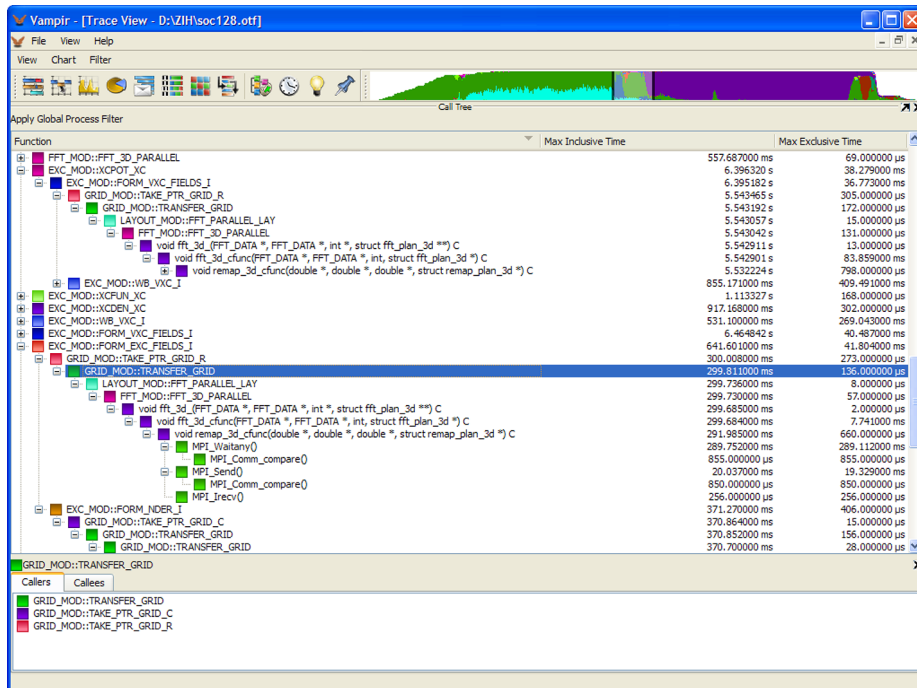 Vampir - [Trace View - D:\ZIH\soc128.otf]
File View Help
View Chart Filter
Call Tree
Apply Global Process Filter
Function Max Inclusive Time Max Exclusive Time
FFT_MOD::FFT_3D_PARALLEL 557.687000 ms 69.000000 µs
EXC_MOD::XCPOT_XC 6.396320 s 38.279000 ms
EXC_MOD::FORM_VXC_FIELDS_I 6.395182 s 36.773000 ms
GRID_MOD::TAKE_PTR_GRID_R 5.543465 s 305.000000 µs
GRID_MOD::TRANSFER_GRID 5.543192 s 172.000000 µs
LAYOUT_MOD::FFT_PARALLEL_LAY 5.543057 s 15.000000 µs
FFT_MOD::FFT_3D_PARALLEL 5.543042 s 131.000000 µs
void fft_3d_(FFT_DATA *, FFT_DATA *, int *, struct fft_plan_3d **) C 5.542911 s 13.000000 µs
void fft_3d_cfunc(FFT_DATA *, FFT_DATA *, int, struct fft_plan_3d *) C 5.542901 s 83.859000 ms
void remap_3d_cfunc(double *, double *, double *, struct remap_plan_3d *) C 5.532224 s 798.000000 µs
EXC_MOD::WB_VXC_I 855.171000 ms 409.491000 ms
EXC_MOD::XCFUN_XC 1.113327 s 168.000000 µs
EXC_MOD::XCDEN_XC 917.168000 ms 302.000000 µs
EXC_MOD::WB_VXC_I 531.100000 ms 269.043000 ms
EXC_MOD::FORM_VXC_FIELDS_I 6.464842 s 40.487000 ms
EXC_MOD::FORM_EXC_FIELDS_I 641.601000 ms 41.804000 ms
GRID_MOD::TAKE_PTR_GRID_R 300.008000 ms 273.000000 µs
GRID_MOD::TRANSFER_GRID 299.811000 ms 136.000000 µs
LAYOUT_MOD::FFT_PARALLEL_LAY 299.736000 ms 8.000000 µs
FFT_MOD::FFT_3D_PARALLEL 299.730000 ms 57.000000 µs
void fft_3d_(FFT_DATA *, FFT_DATA *, int *, struct fft_plan_3d **) C 299.685000 ms 2.000000 µs
void fft_3d_cfunc(FFT_DATA *, FFT_DATA *, int, struct fft_plan_3d *) C 299.684000 ms 7.741000 ms
void remap_3d_cfunc(double *, double *, double *, struct remap_plan_3d *) C 291.985000 ms 660.000000 µs
MPI_Waitany() 289.752000 ms 289.112000 ms
MPI_Comm_compare() 855.000000 µs 855.000000 µs
MPI_Send() 20.037000 ms 19.329000 ms
MPI_Comm_compare() 850.000000 µs 850.000000 µs
MPI_Irecv() 256.000000 µs 256.000000 µs
EXC_MOD::FORM_NDER_I 371.270000 ms 406.000000 µs
GRID_MOD::TAKE_PTR_GRID_C 370.864000 ms 15.000000 µs
GRID_MOD::TRANSFER_GRID 370.852000 ms 156.000000 µs
GRID_MOD::TRANSFER_GRID 370.700000 ms 28.000000 µs
GRID_MOD::TRANSFER_GRID
Callers Callees
GRID_MOD::TRANSFER_GRID
GRID_MOD::TAKE_PTR_GRID_C
GRID_MOD::TAKE_PTR_GRID_R